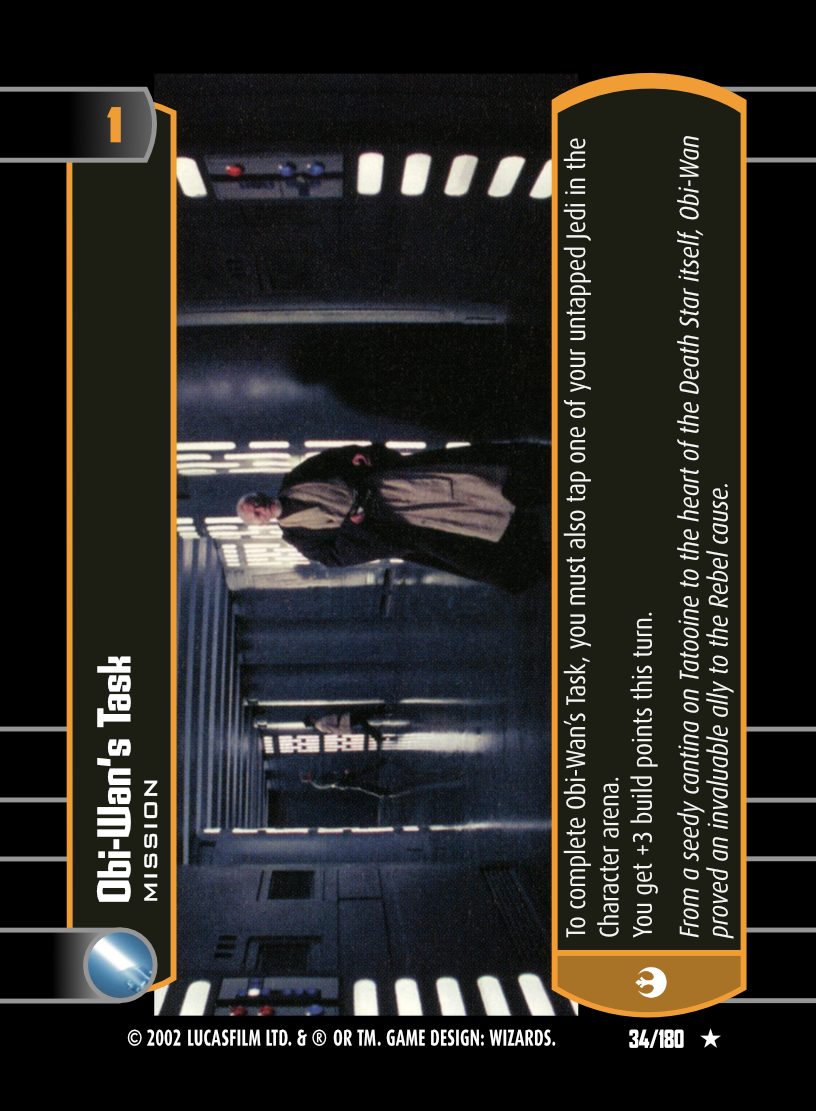 1
Obi-Wan's Task
MISSION
To complete Obi-Wan's Task, you must also tap one of your untapped Jedi in the
Character arena.
You get +3 build points this turn.
From a seedy cantina on Tatooine to the heart of the Death Star itself, Obi-Wan
proved an invaluable ally to the Rebel cause.
© 2002 LUCASFILM LTD. & ® OR TM. GAME DESIGN: WIZARDS.
34/180 ★